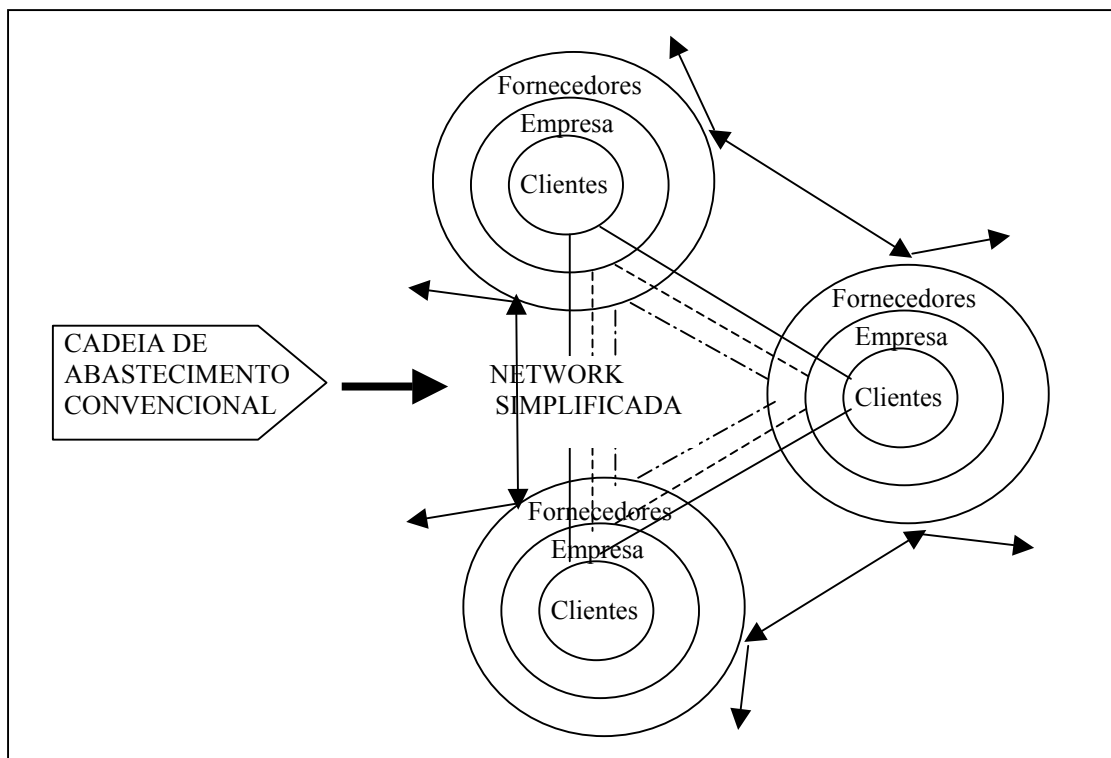 Fornecedores
Empresa
Clientes
CADEIA DE
ABASTECIMENTO
CONVENCIONAL
NETWORK
SIMPLIFICADA
Fornecedores
Empresa
Clientes
Fornecedores
Empresa
Clientes